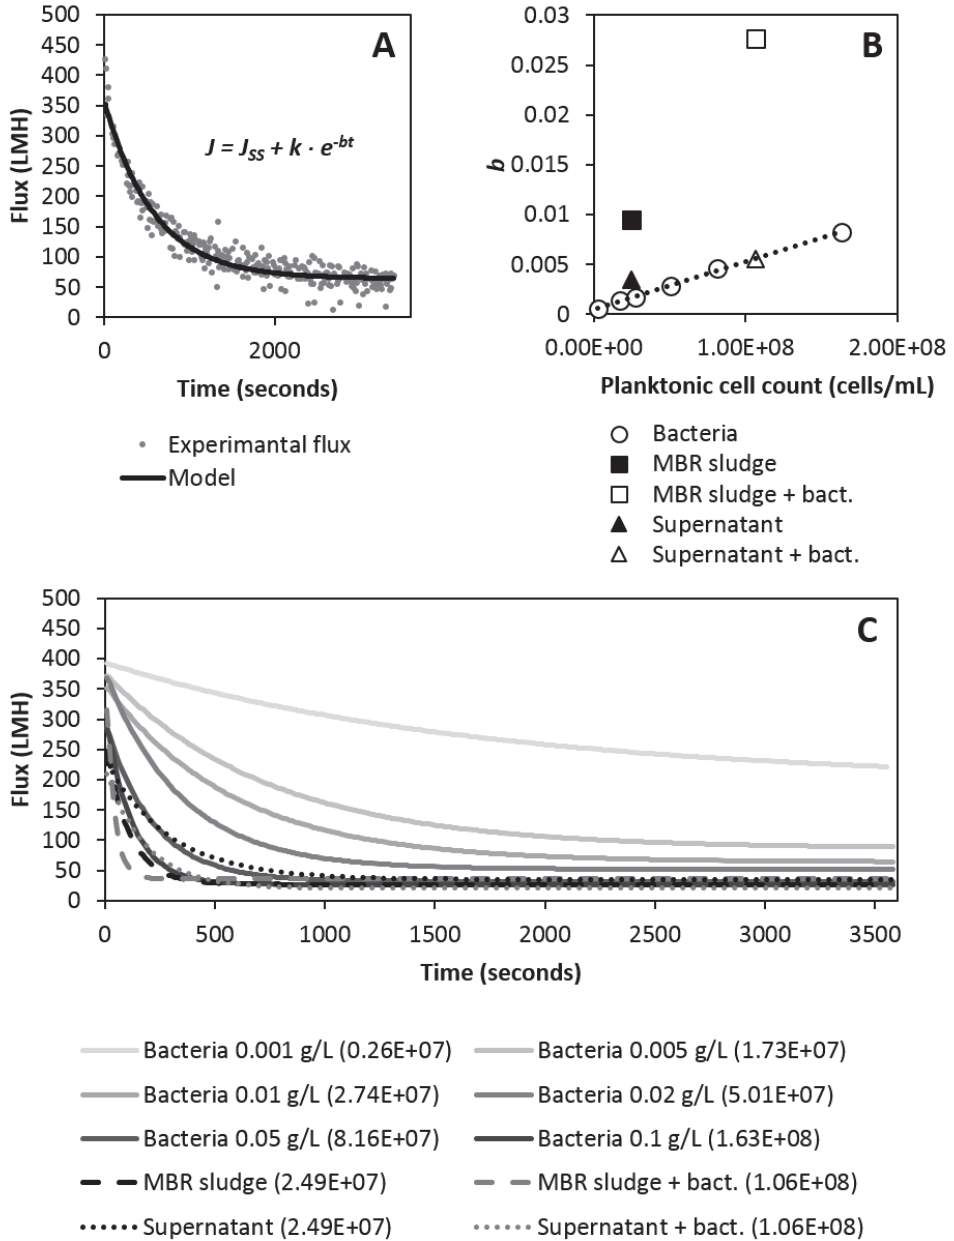 500
450
400
350
300
250
200
150
100
50
0
Flux (LMH)
A
J = J_SS + k · e^-bt
0 2000
Time (seconds)
Experimantal flux
Model
0.03
0.025
0.02
0.015
0.01
0.005
0
b
B
0.00E+00 1.00E+08 2.00E+08
Planktonic cell count (cells/mL)
Bacteria
MBR sludge
MBR sludge + bact.
Supernatant
Supernatant + bact.
500
450
400
350
300
250
200
150
100
50
0
Flux (LMH)
C
0 500 1000 1500 2000 2500 3000 3500
Time (seconds)
Bacteria 0.001 g/L (0.26E+07) Bacteria 0.005 g/L (1.73E+07)
Bacteria 0.01 g/L (2.74E+07) Bacteria 0.02 g/L (5.01E+07)
Bacteria 0.05 g/L (8.16E+07) Bacteria 0.1 g/L (1.63E+08)
MBR sludge (2.49E+07) MBR sludge + bact. (1.06E+08)
Supernatant (2.49E+07) Supernatant + bact. (1.06E+08)